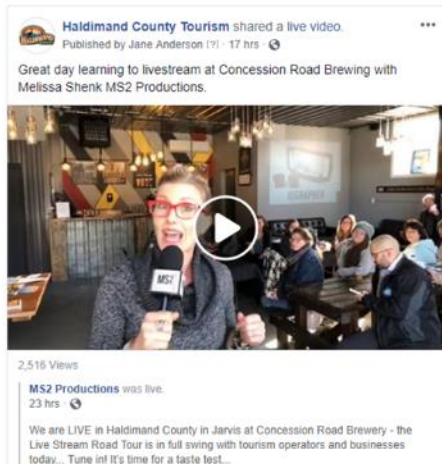 Haldimand County Tourism shared a live video.
Published by Jane Anderson [?] · 17 hrs ·
Great day learning to livestream at Concession Road Brewing with
Melissa Shenk MS2 Productions.
MS2
2,516 Views
MS2 Productions was live.
23 hrs ·
We are LIVE in Haldimand County in Jarvis at Concession Road Brewery - the
Live Stream Road Tour is in full swing with tourism operators and businesses
today... Tune in! It's time for a taste test...